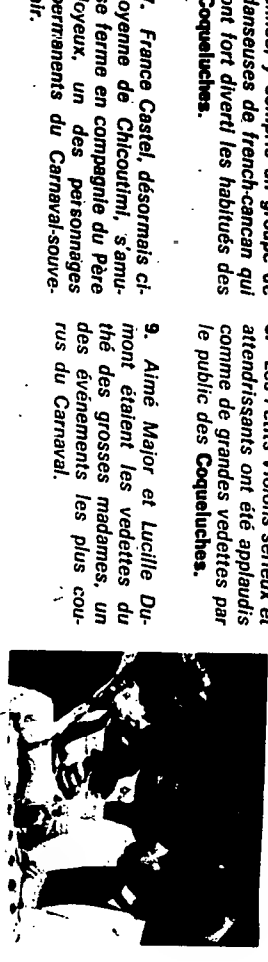 danseuses de french-cancan qui
ont fort diverti les habitués des
Coqueluches.
7. France Castel, désormais ci-
toyenne de Chicoutimi, s'amu-
se ferme en compagnie du Père
Joyeux, un des personnages
permanents du Carnaval-souve-
nir.
Les Petits Violons sérieux et
attendrissants ont été applaudis
comme de grandes vedettes par
le public des Coqueluches.
9. Aimé Major et Lucille Du-
mont étaient les vedettes du
thé des grosses madames, un
des événements les plus cou-
rus du Carnaval.